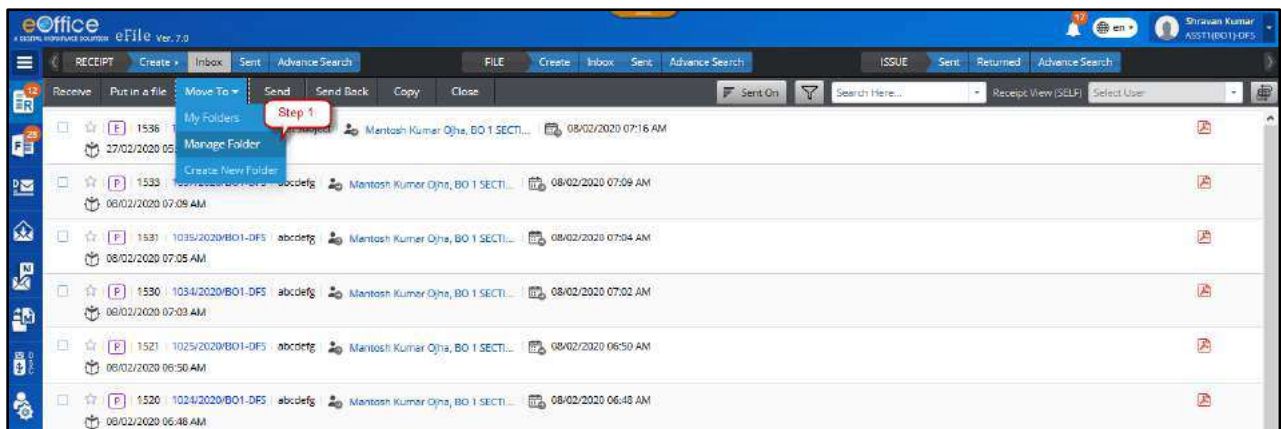 eOffice eFile Ver. 7.0
A DIGITAL WORKPLACE SOLUTION
17 en Shravan Kumar
ASST1(BO1)-DFS
RECEIPT Create Inbox Sent Advance Search FILE Create Inbox Sent Advance Search ISSUE Sent Returned Advance Search
Receive Put in a file Move To Send Send Back Copy Close Sent On Search Here... Receipt View (SELF) Select User
My Folders
Manage Folder
Create New Folder
Step 1
P 1536 Mantosh Kumar Ojha, BO 1 SECTI... 08/02/2020 07:16 AM
27/02/2020 05:
P 1533 abcdefg Mantosh Kumar Ojha, BO 1 SECTI... 08/02/2020 07:09 AM
08/02/2020 07:09 AM
P 1531 1035/2020/BO1-DFS abcdefg Mantosh Kumar Ojha, BO 1 SECTI... 08/02/2020 07:04 AM
08/02/2020 07:05 AM
P 1530 1034/2020/BO1-DFS abcdefg Mantosh Kumar Ojha, BO 1 SECTI... 08/02/2020 07:02 AM
08/02/2020 07:03 AM
P 1521 1025/2020/BO1-DFS abcdefg Mantosh Kumar Ojha, BO 1 SECTI... 08/02/2020 06:50 AM
08/02/2020 06:50 AM
P 1520 1024/2020/BO1-DFS abcdefg Mantosh Kumar Ojha, BO 1 SECTI... 08/02/2020 06:48 AM
08/02/2020 06:48 AM